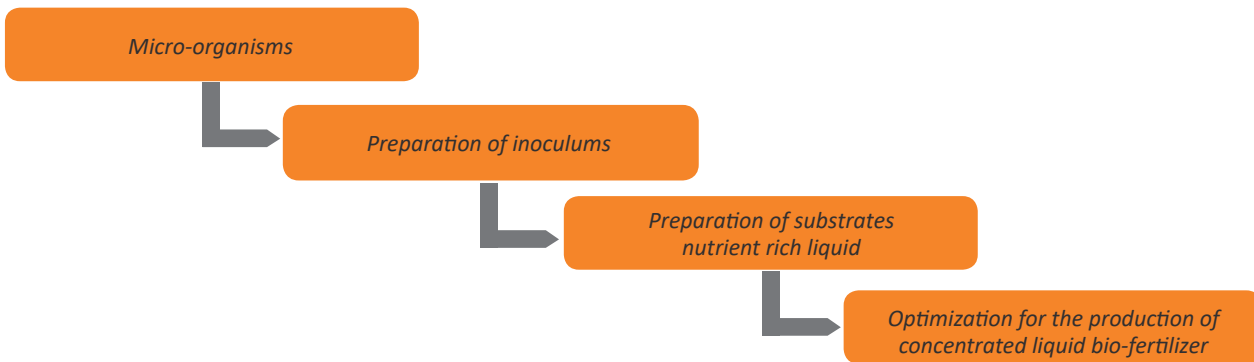 Micro-organisms
Preparation of inoculums
Preparation of substrates
nutrient rich liquid
Optimization for the production of
concentrated liquid bio-fertilizer